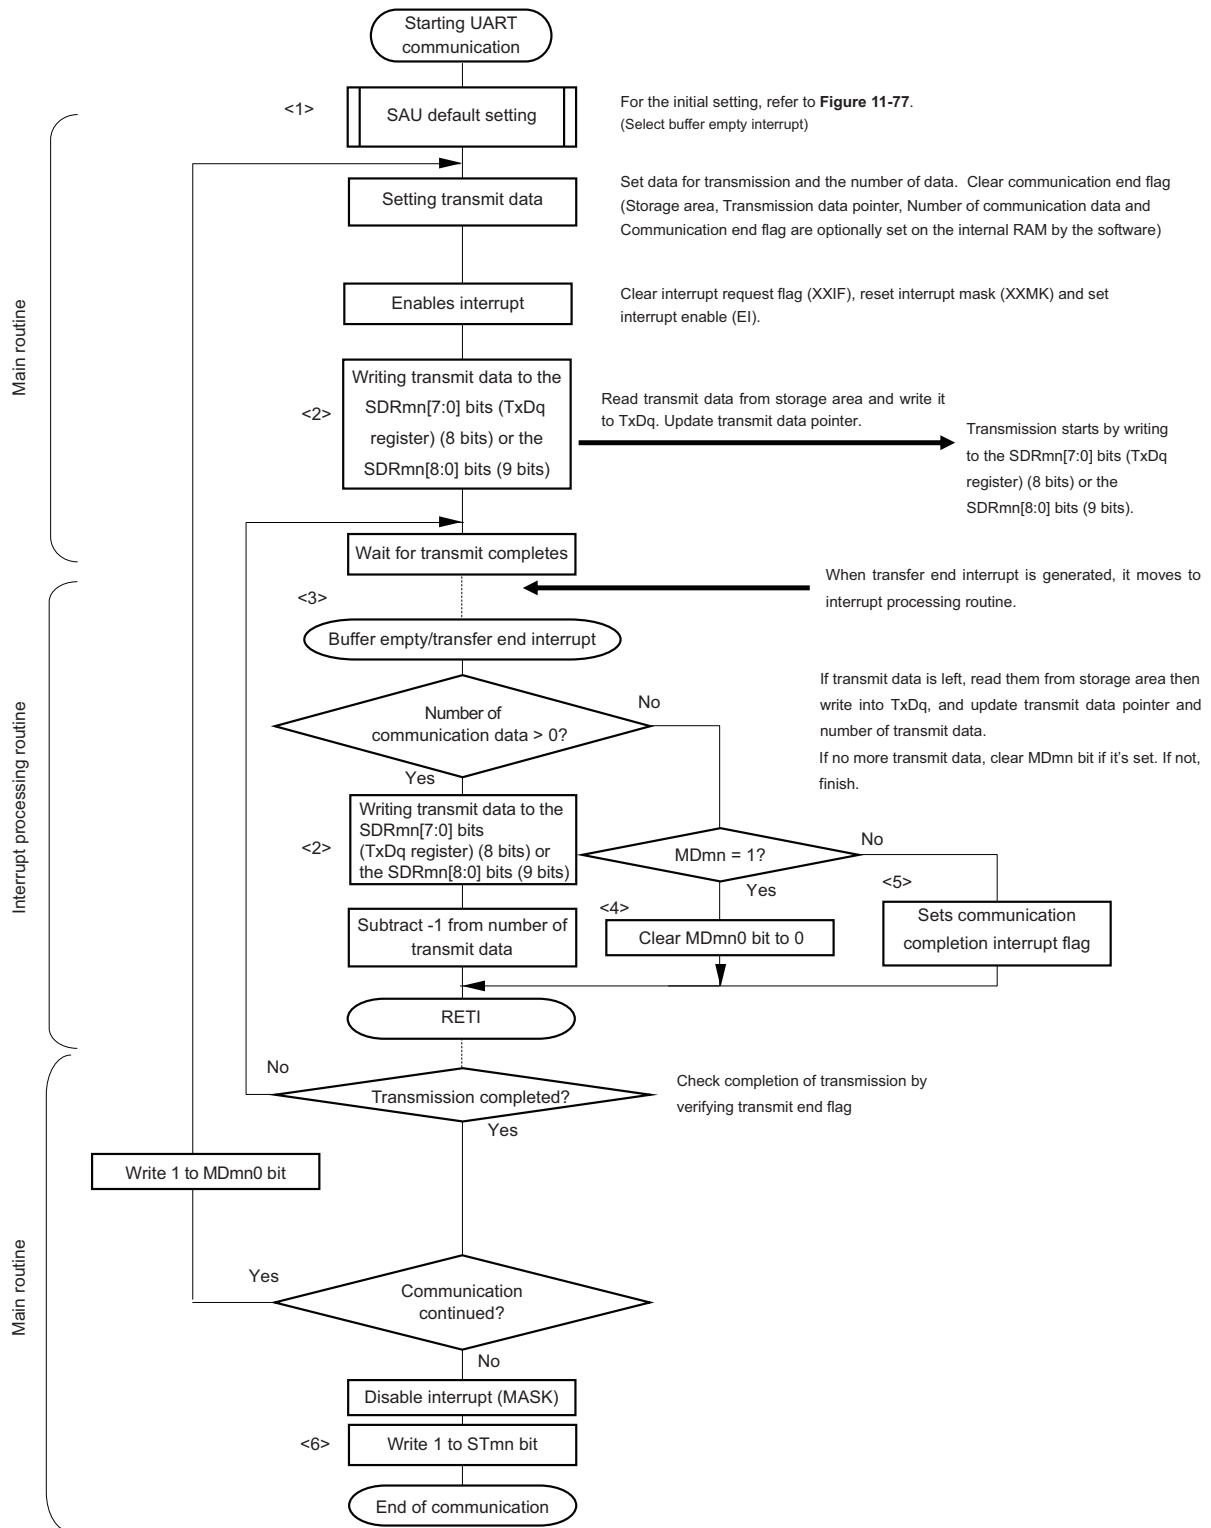 Starting UART
communication
<1>
SAU default setting
For the initial setting, refer to Figure 11-77.
(Select buffer empty interrupt)
Setting transmit data
Set data for transmission and the number of data. Clear communication end flag
(Storage area, Transmission data pointer, Number of communication data and
Communication end flag are optionally set on the internal RAM by the software)
Main routine
Enables interrupt
Clear interrupt request flag (XXIF), reset interrupt mask (XXMK) and set
interrupt enable (EI).
<2>
Writing transmit data to the
SDRmn[7:0] bits (TxDq
register) (8 bits) or the
SDRmn[8:0] bits (9 bits)
Read transmit data from storage area and write it
to TxDq. Update transmit data pointer.
Transmission starts by writing
to the SDRmn[7:0] bits (TxDq
register) (8 bits) or the
SDRmn[8:0] bits (9 bits).
Wait for transmit completes
When transfer end interrupt is generated, it moves to
interrupt processing routine.
<3>
Buffer empty/transfer end interrupt
Interrupt processing routine
Number of
communication data > 0?
No
Yes
If transmit data is left, read them from storage area then
write into TxDq, and update transmit data pointer and
number of transmit data.
If no more transmit data, clear MDmn bit if it's set. If not,
finish.
<2>
Writing transmit data to the
SDRmn[7:0] bits
(TxDq register) (8 bits) or
the SDRmn[8:0] bits (9 bits)
MDmn = 1?
No
Yes
<4>
<5>
Subtract -1 from number of
transmit data
Clear MDmn0 bit to 0
Sets communication
completion interrupt flag
RETI
No
Transmission completed?
Yes
Check completion of transmission by
verifying transmit end flag
Write 1 to MDmn0 bit
Main routine
Yes
Communication
continued?
No
Disable interrupt (MASK)
<6>
Write 1 to STmn bit
End of communication